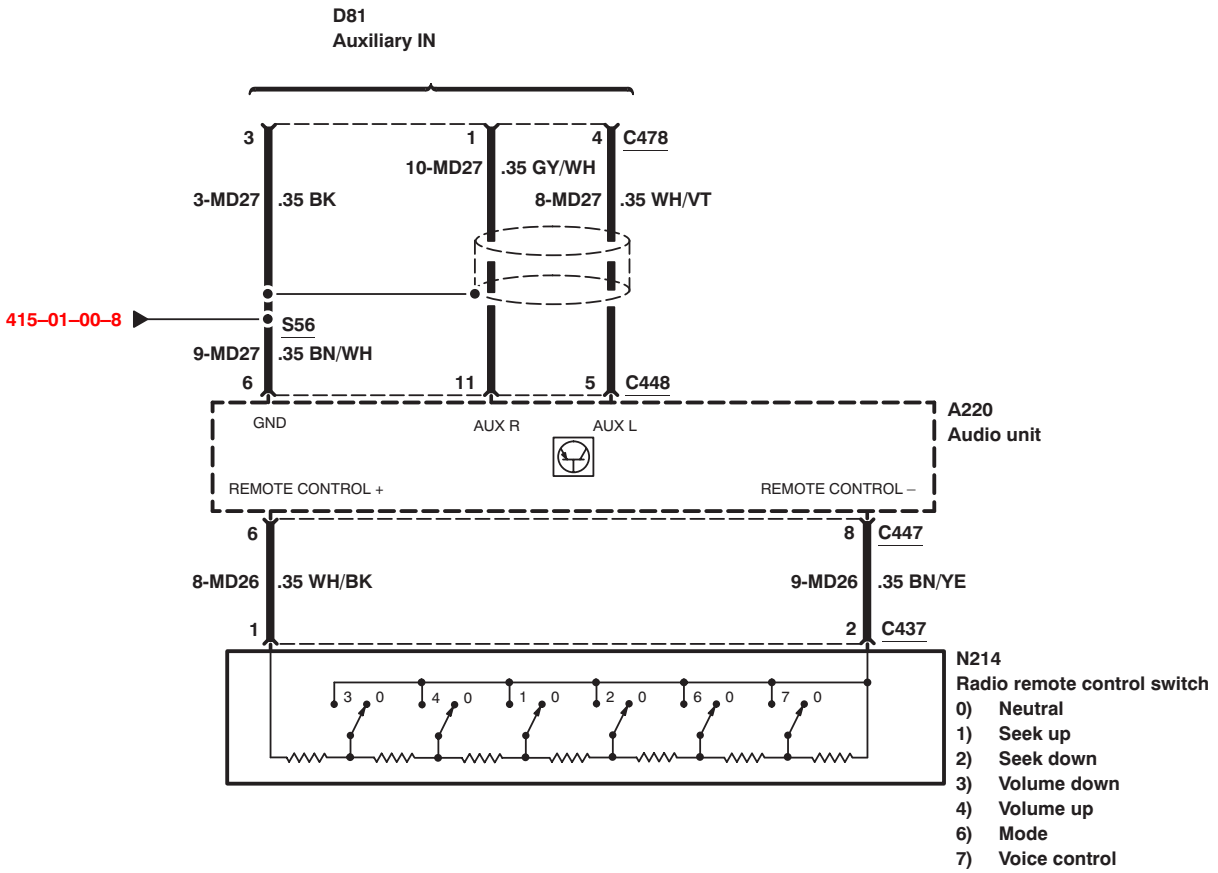 D81
Auxiliary IN
3 1 4 C478
10-MD27 .35 GY/WH
3-MD27 .35 BK 8-MD27 .35 WH/VT
415–01–00–8
S56
9-MD27 .35 BN/WH
6 11 5 C448
A220
Audio unit
GND AUX R AUX L
REMOTE CONTROL + REMOTE CONTROL –
6 8 C447
8-MD26 .35 WH/BK 9-MD26 .35 BN/YE
1 2 C437
N214
Radio remote control switch
3 0 4 0 1 0 2 0 6 0 7 0
0) Neutral
1) Seek up
2) Seek down
3) Volume down
4) Volume up
6) Mode
7) Voice control